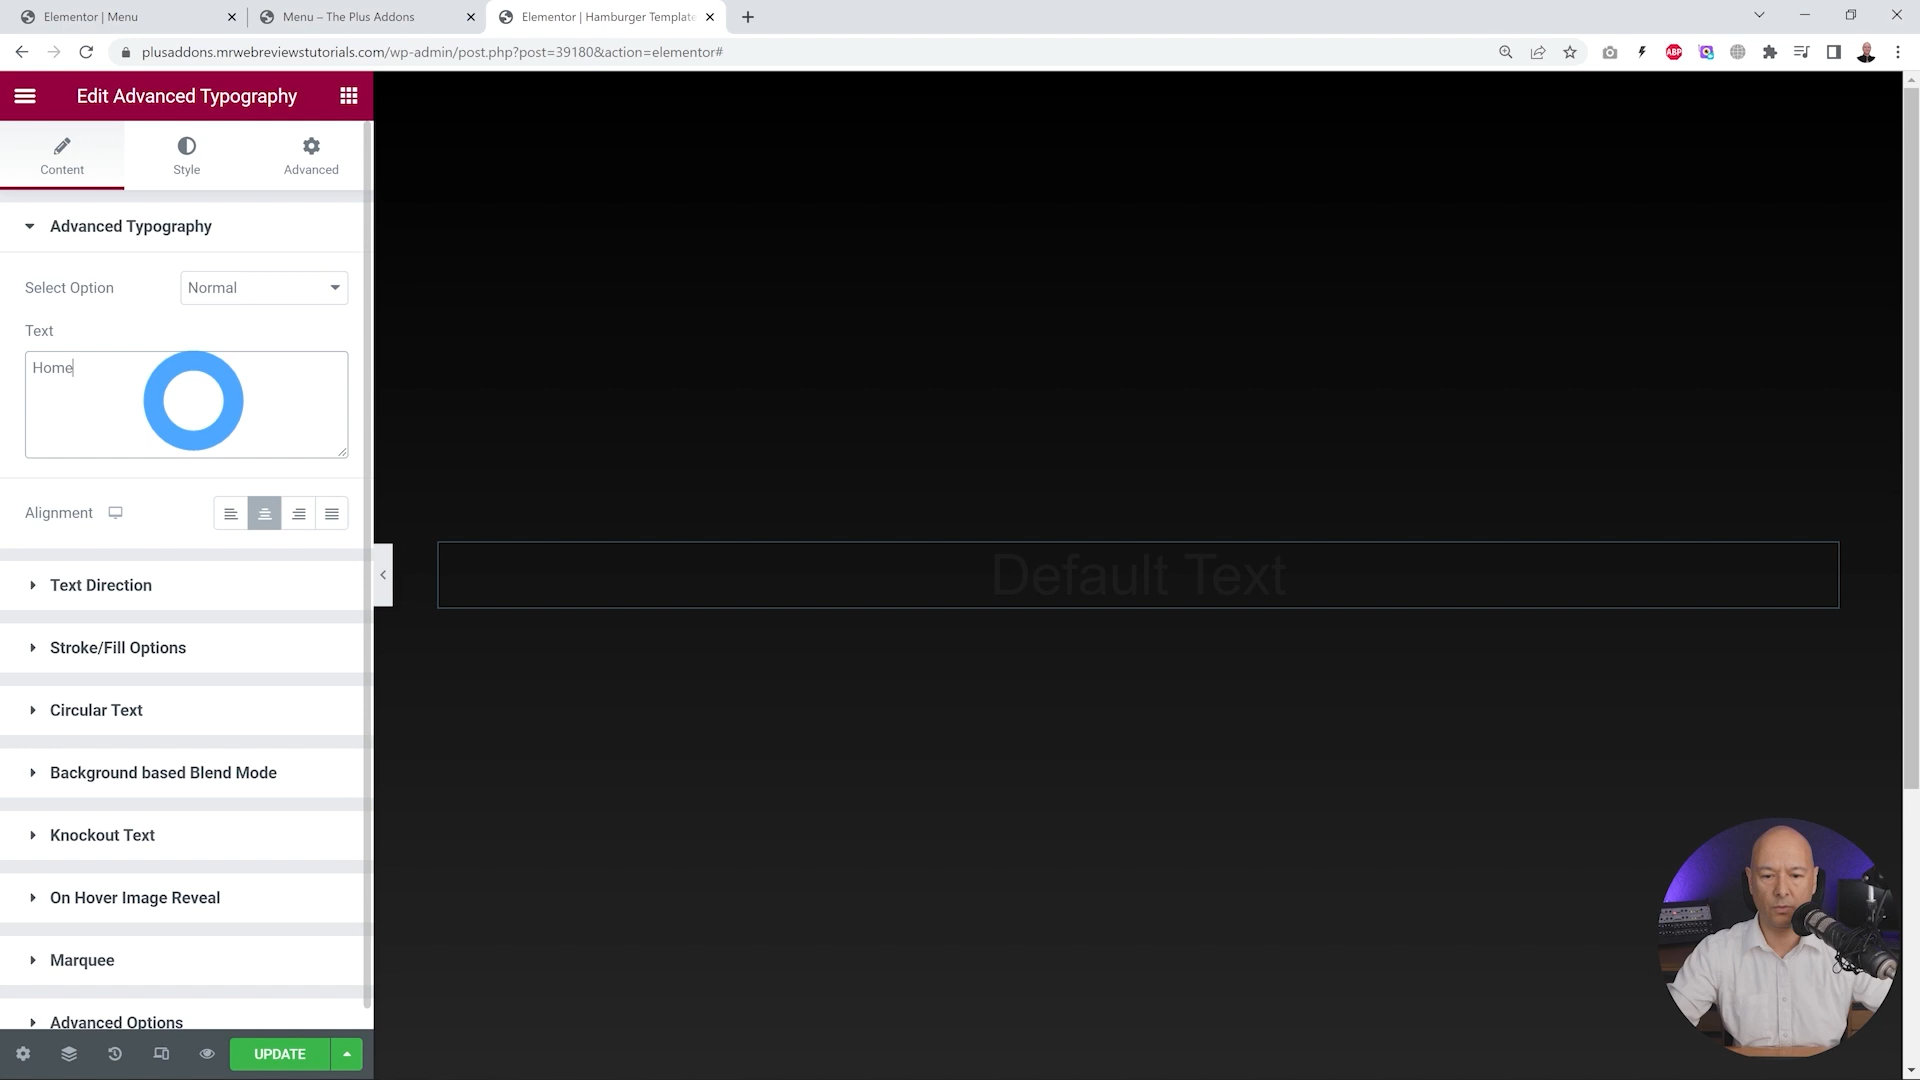 Elementor | Menu
Menu – The Plus Addons
Elementor | Hamburger Template
plusaddons.mrwebreviewstutorials.com/wp-admin/post.php?post=39180&action=elementor#
ABP
Edit Advanced Typography
Content
Style
Advanced
Advanced Typography
Select Option
Normal
Text
Home
Alignment
Text Direction
Stroke/Fill Options
Circular Text
Background based Blend Mode
Knockout Text
On Hover Image Reveal
Marquee
Advanced Options
UPDATE
Default Text